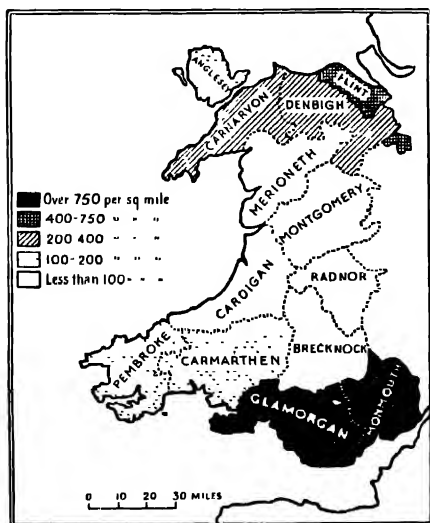 ANGLESEY
CARNARVON
DENBIGH
FLINT
MERIONETH
MONTGOMERY
Over 750 per sq mile
400-750 " " "
200 400 " " "
100-200 " " "
Less than 100 " " "
CARDIGAN
RADNOR
PEMBROKE
CARMARTHEN
BRECKNOCK
GLAMORGAN
MONMOUTH
0 10 20 30 MILES